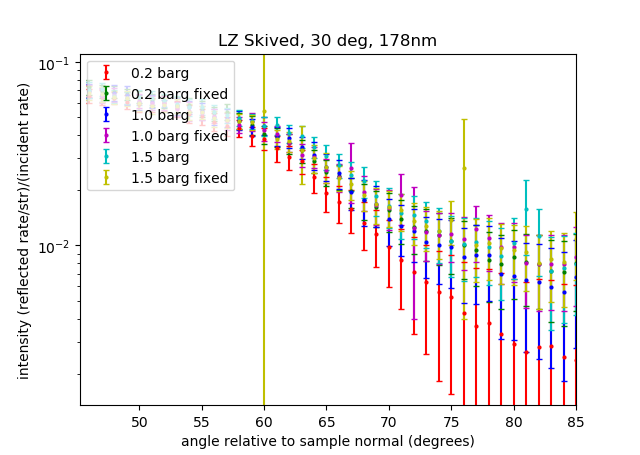 LZ Skived, 30 deg, 178nm
10⁻¹
0.2 barg
0.2 barg fixed
1.0 barg
1.0 barg fixed
1.5 barg
1.5 barg fixed
10⁻²
intensity (reflected rate/str)/(incident rate)
50 55 60 65 70 75 80 85
angle relative to sample normal (degrees)